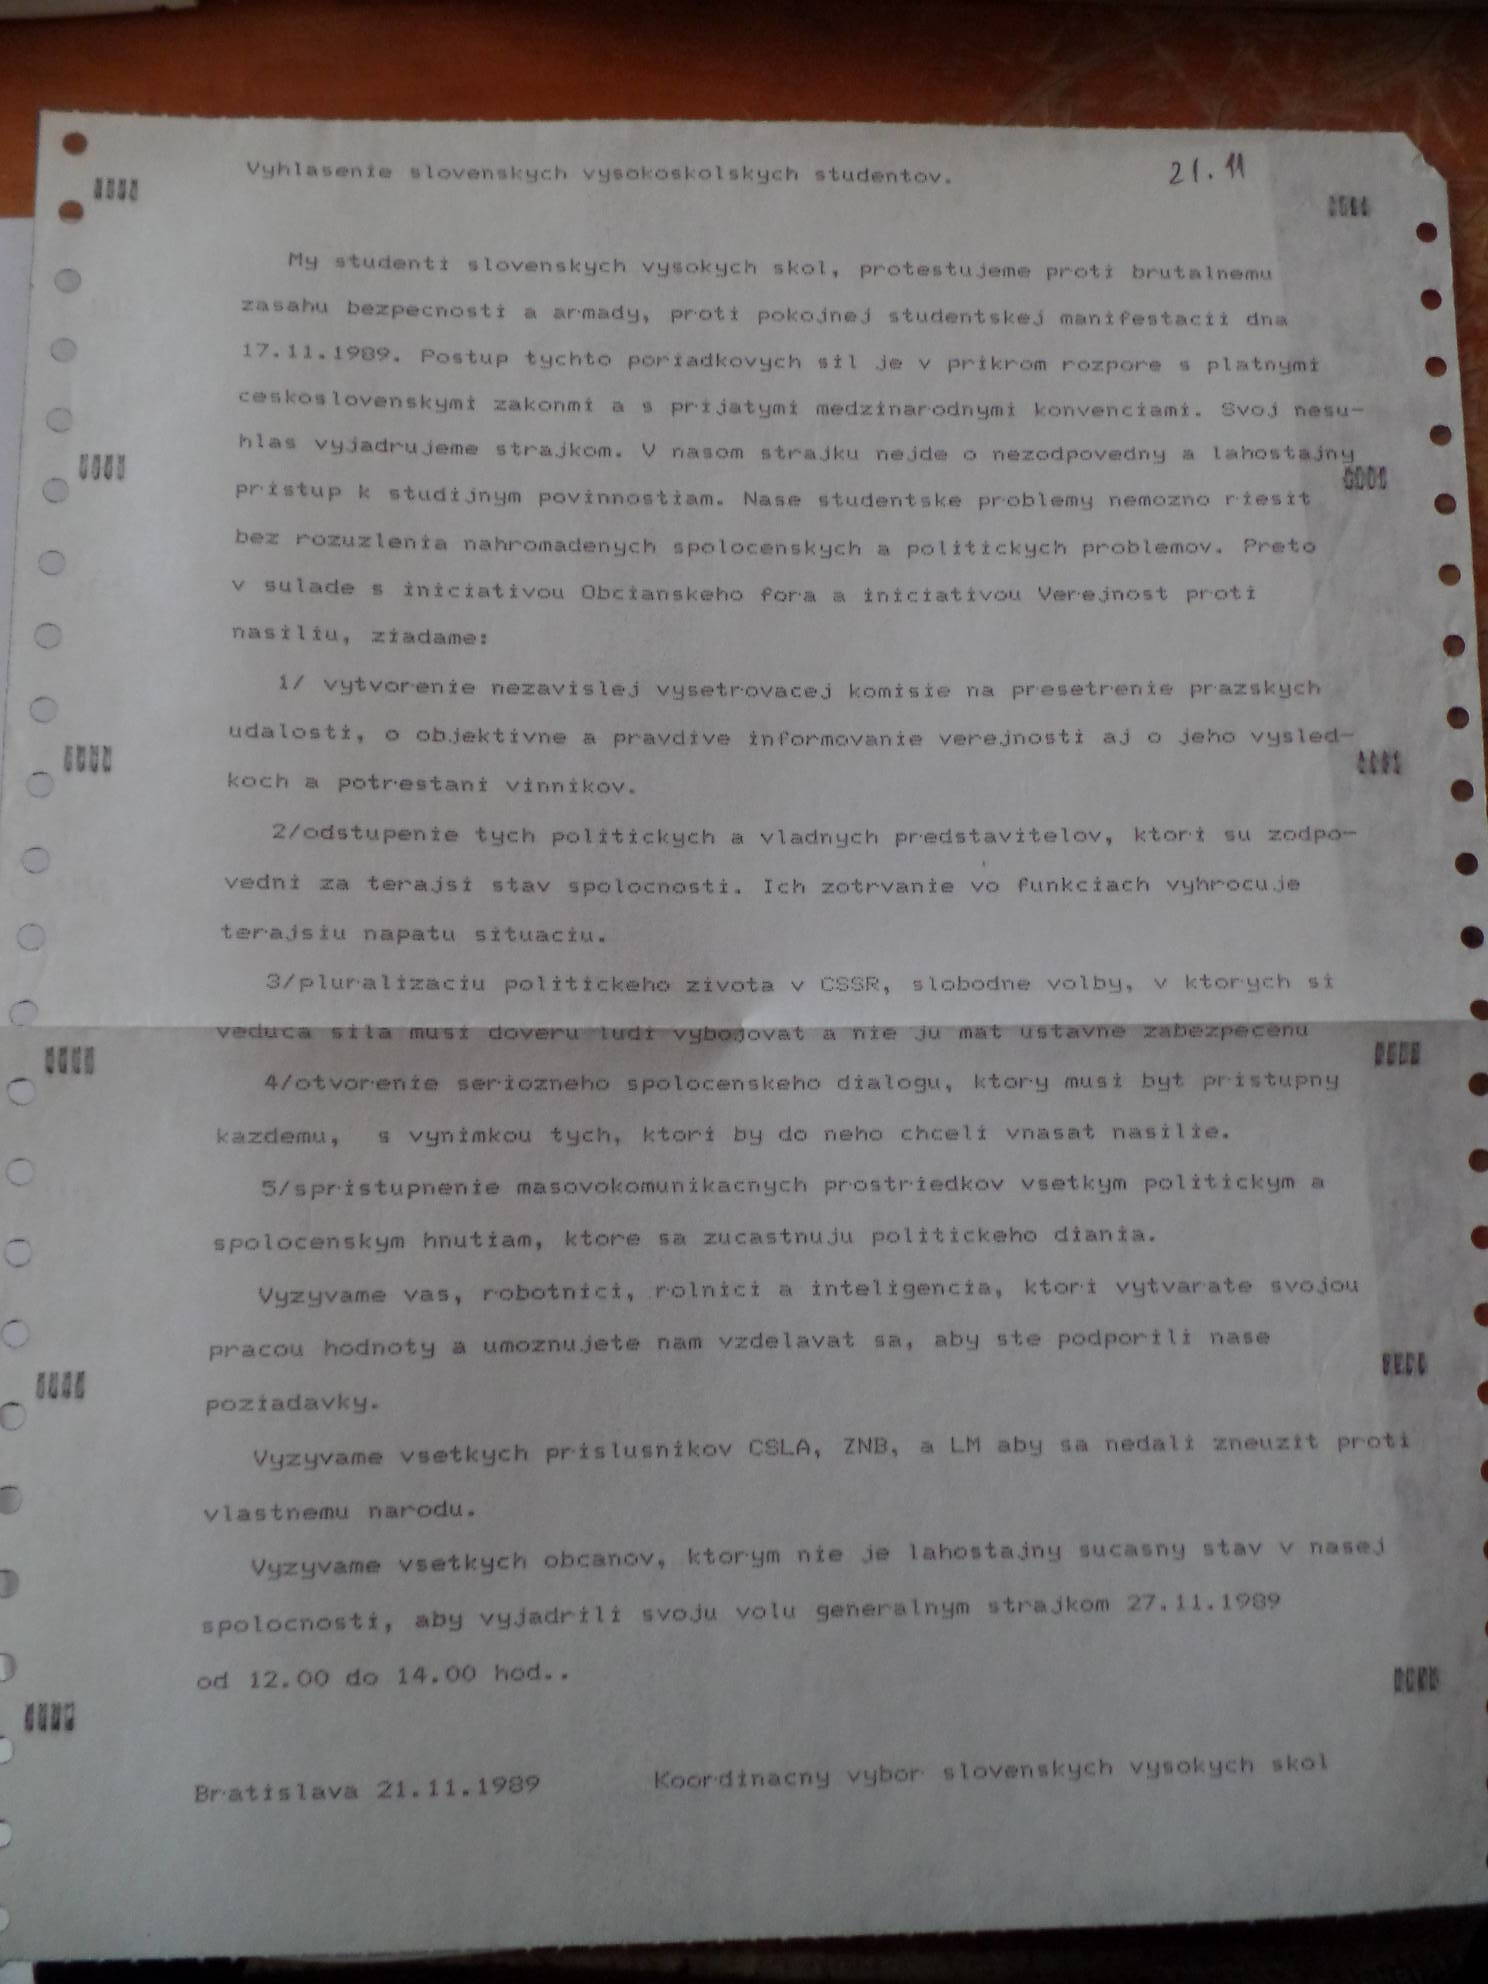 Vyhlasenie slovenskych vysokoskolskych studentov.
21.11
My studenti slovenskych vysokych skol, protestujeme proti brutalnemu
zasahu bezpecnosti a armady, proti pokojnej studentskej manifestacii dna
17.11.1989. Postup tychto poriadkovych sil je v prikrom rozpore s platnymi
ceskoslovenskymi zakonmi a s prijatymi medzinarodnymi konvenciami. Svoj nesu-
hlas vyjadrujeme strajkom. V nasom strajku nejde o nezodpovedny a lahostajny
pristup k studijnym povinnostiam. Nase studentske problemy nemozno riesit
bez rozuzlenia nahromadenych spolocenskych a politickych problemov. Preto
v sulade s iniciativou Obcianskeho fora a iniciativou Verejnost proti
nasiliu, ziadame:
1/ vytvorenie nezavislej vysetrovacej komisie na presetrenie prazskych
udalosti, o objektivne a pravdive informovanie verejnosti aj o jeho vysled-
koch a potrestani vinnikov.
2/odstupenie tych politickych a vladnych predstavitelov, ktori su zodpo-
vedni za terajsi stav spolocnosti. Ich zotrvanie vo funkciach vyhrocuje
terajsiu napatu situaciu.
3/pluralizaciu politickeho zivota v CSSR, slobodne volby, v ktorych si
veduca sila musi doveru ludi vybojovat a nie ju mat ustavne zabezpecenu
4/otvorenie seriozneho spolocenskeho dialogu, ktory musi byt pristupny
kazdemu, s vynimkou tych, ktori by do neho chceli vnasat nasilie.
5/spristupnenie masovokomunikacnych prostriedkov vsetkym politickym a
spolocenskym hnutiam, ktore sa zucastnuju politickeho diania.
Vyzyvame vas, robotnici, rolnici a inteligencia, ktori vytvarate svojou
pracou hodnoty a umoznujete nam vzdelavat sa, aby ste podporili nase
poziadavky.
Vyzyvame vsetkych prislusnikov CSLA, ZNB, a LM aby sa nedali zneuzit proti
vlastnemu narodu.
Vyzyvame vsetkych obcanov, ktorym nie je lahostajny sucasny stav v nasej
spolocnosti, aby vyjadrili svoju volu generalnym strajkom 27.11.1989
od 12.00 do 14.00 hod..
Bratislava 21.11.1989 Koordinacny vybor slovenskych vysokych skol